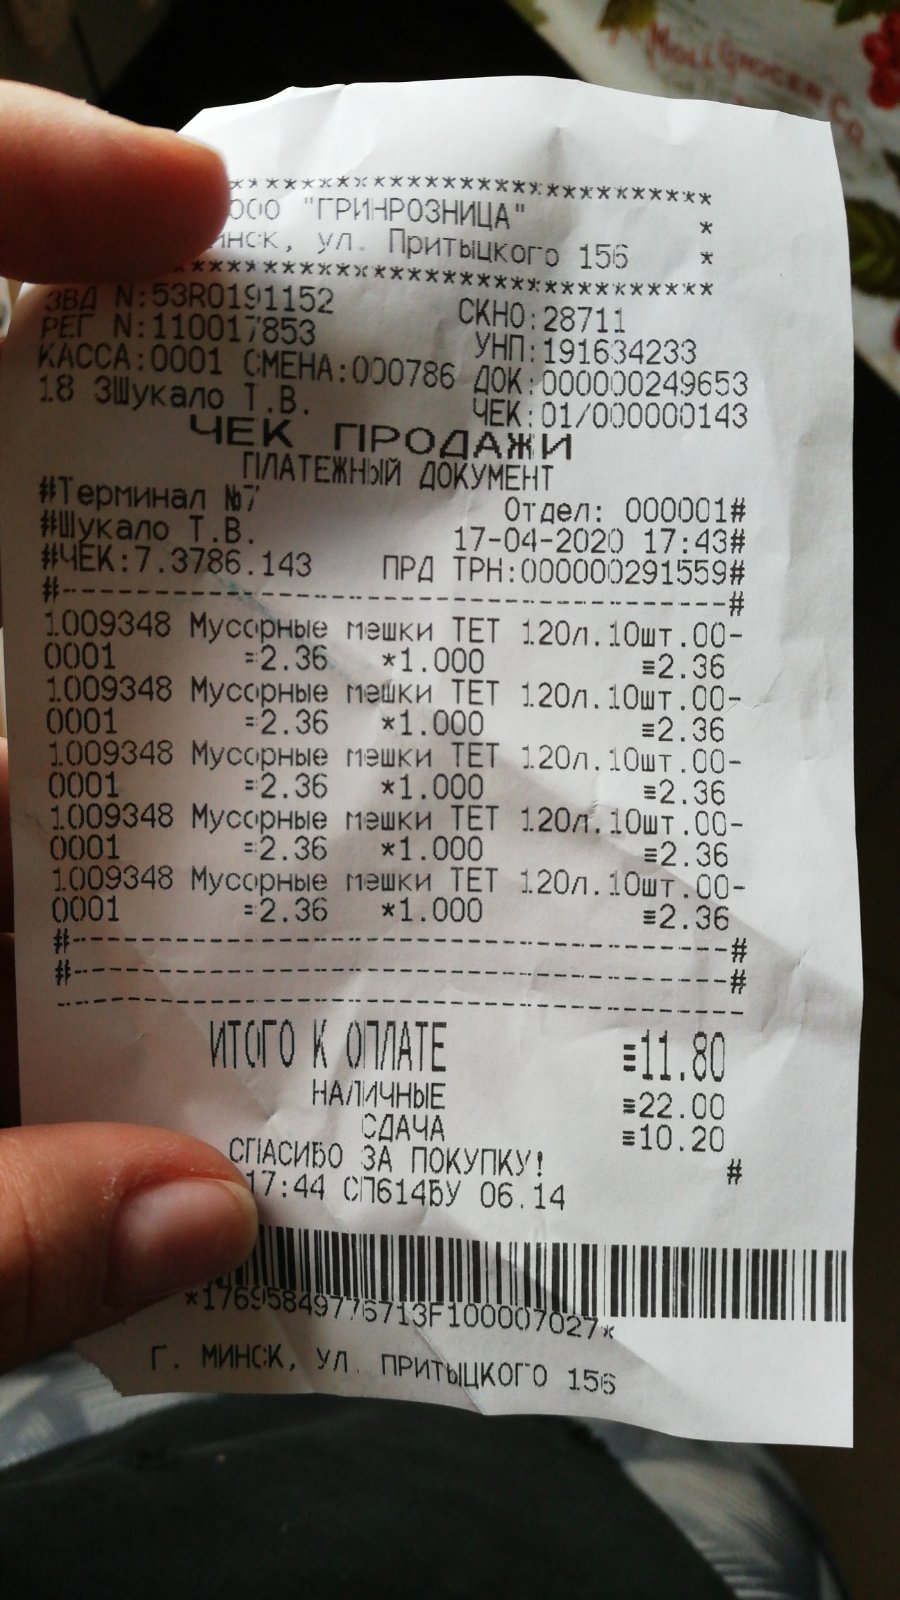 ***********************************
ООО "ГРИНРОЗНИЦА" *
ИНСК, ул. Притыцкого 156 *
***********************************
ЗВД N:53R0191152 СКНО:28711
РЕГ N:110017853 УНП:191634233
КАССА:0001 СМЕНА:000786 ДОК:000000249653
18 ЗШукало Т.В. ЧЕК:01/000000143
ЧЕК ПРОДАЖИ
ПЛАТЕЖНЫЙ ДОКУМЕНТ
#Терминал №7 Отдел: 000001#
#Шукало Т.В. 17-04-2020 17:43#
#ЧЕК:7.3786.143 ПРД ТРН:000000291559#
#--------------------------------------#
1009348 Мусорные мешки ТЕТ 120л.10шт.00-
0001 =2.36 *1.000 ≡2.36
1009348 Мусорные мешки ТЕТ 120л.10шт.00-
0001 =2.36 *1.000 ≡2.36
1009348 Мусорные мешки ТЕТ 120л.10шт.00-
0001 =2.36 *1.000 ≡2.36
1009348 Мусорные мешки ТЕТ 120л.10шт.00-
0001 =2.36 *1.000 ≡2.36
1009348 Мусорные мешки ТЕТ 120л.10шт.00-
0001 =2.36 *1.000 ≡2.36
#--------------------------------------#
#--------------------------------------#
----------------------------------------
ИТОГО К ОПЛАТЕ ≡11.80
НАЛИЧНЫЕ ≡22.00
СДАЧА ≡10.20
СПАСИБО ЗА ПОКУПКУ! #
17:44 СП614БУ 06.14
*17695849776713F100007027*
Г. МИНСК, УЛ. ПРИТЫЦКОГО 156